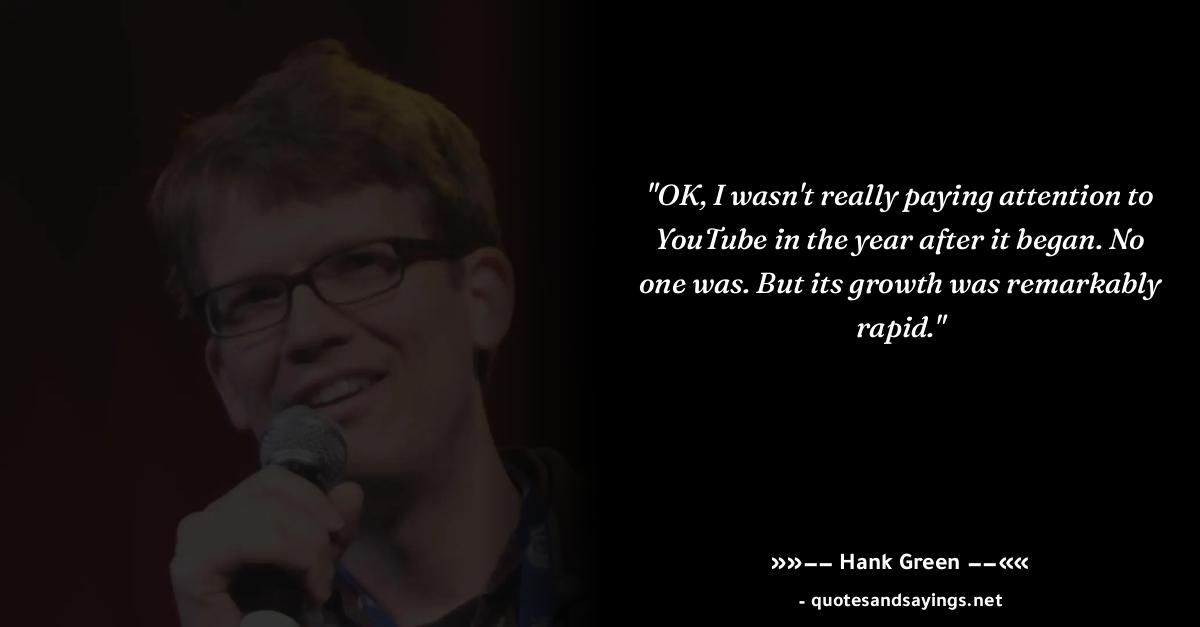 "OK, I wasn't really paying attention to
YouTube in the year after it began. No
one was. But its growth was remarkably
rapid."
»»–– Hank Green ––««
- quotesandsayings.net